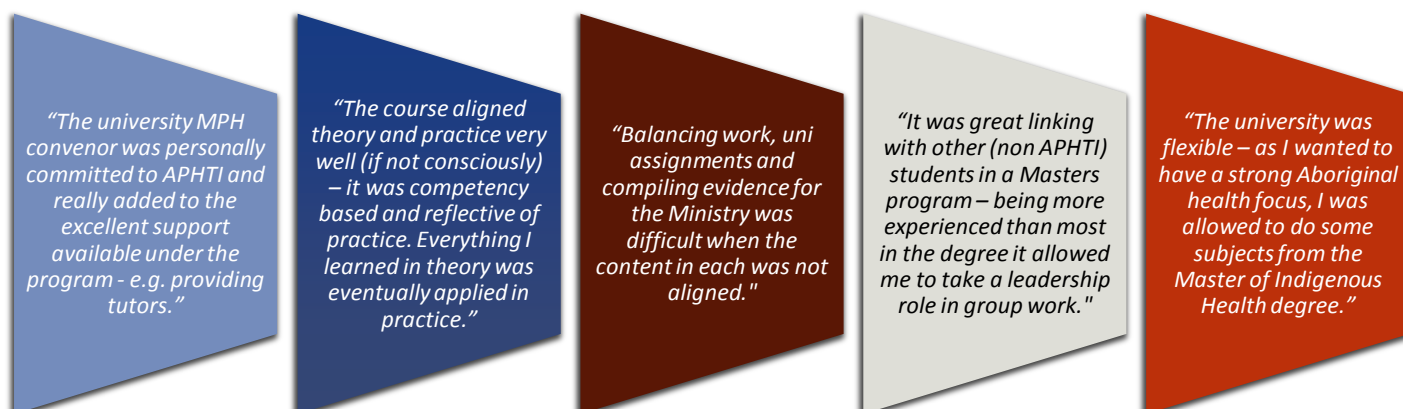 “The university MPH
convenor was personally
committed to APHTI and
really added to the
excellent support
available under the
program - e.g. providing
tutors.”
“The course aligned
theory and practice very
well (if not consciously)
– it was competency
based and reflective of
practice. Everything I
learned in theory was
eventually applied in
practice.”
“Balancing work, uni
assignments and
compiling evidence for
the Ministry was
difficult when the
content in each was not
aligned."
“It was great linking
with other (non APHTI)
students in a Masters
program – being more
experienced than most
in the degree it allowed
me to take a leadership
role in group work."
“The university was
flexible – as I wanted to
have a strong Aboriginal
health focus, I was
allowed to do some
subjects from the
Master of Indigenous
Health degree.”